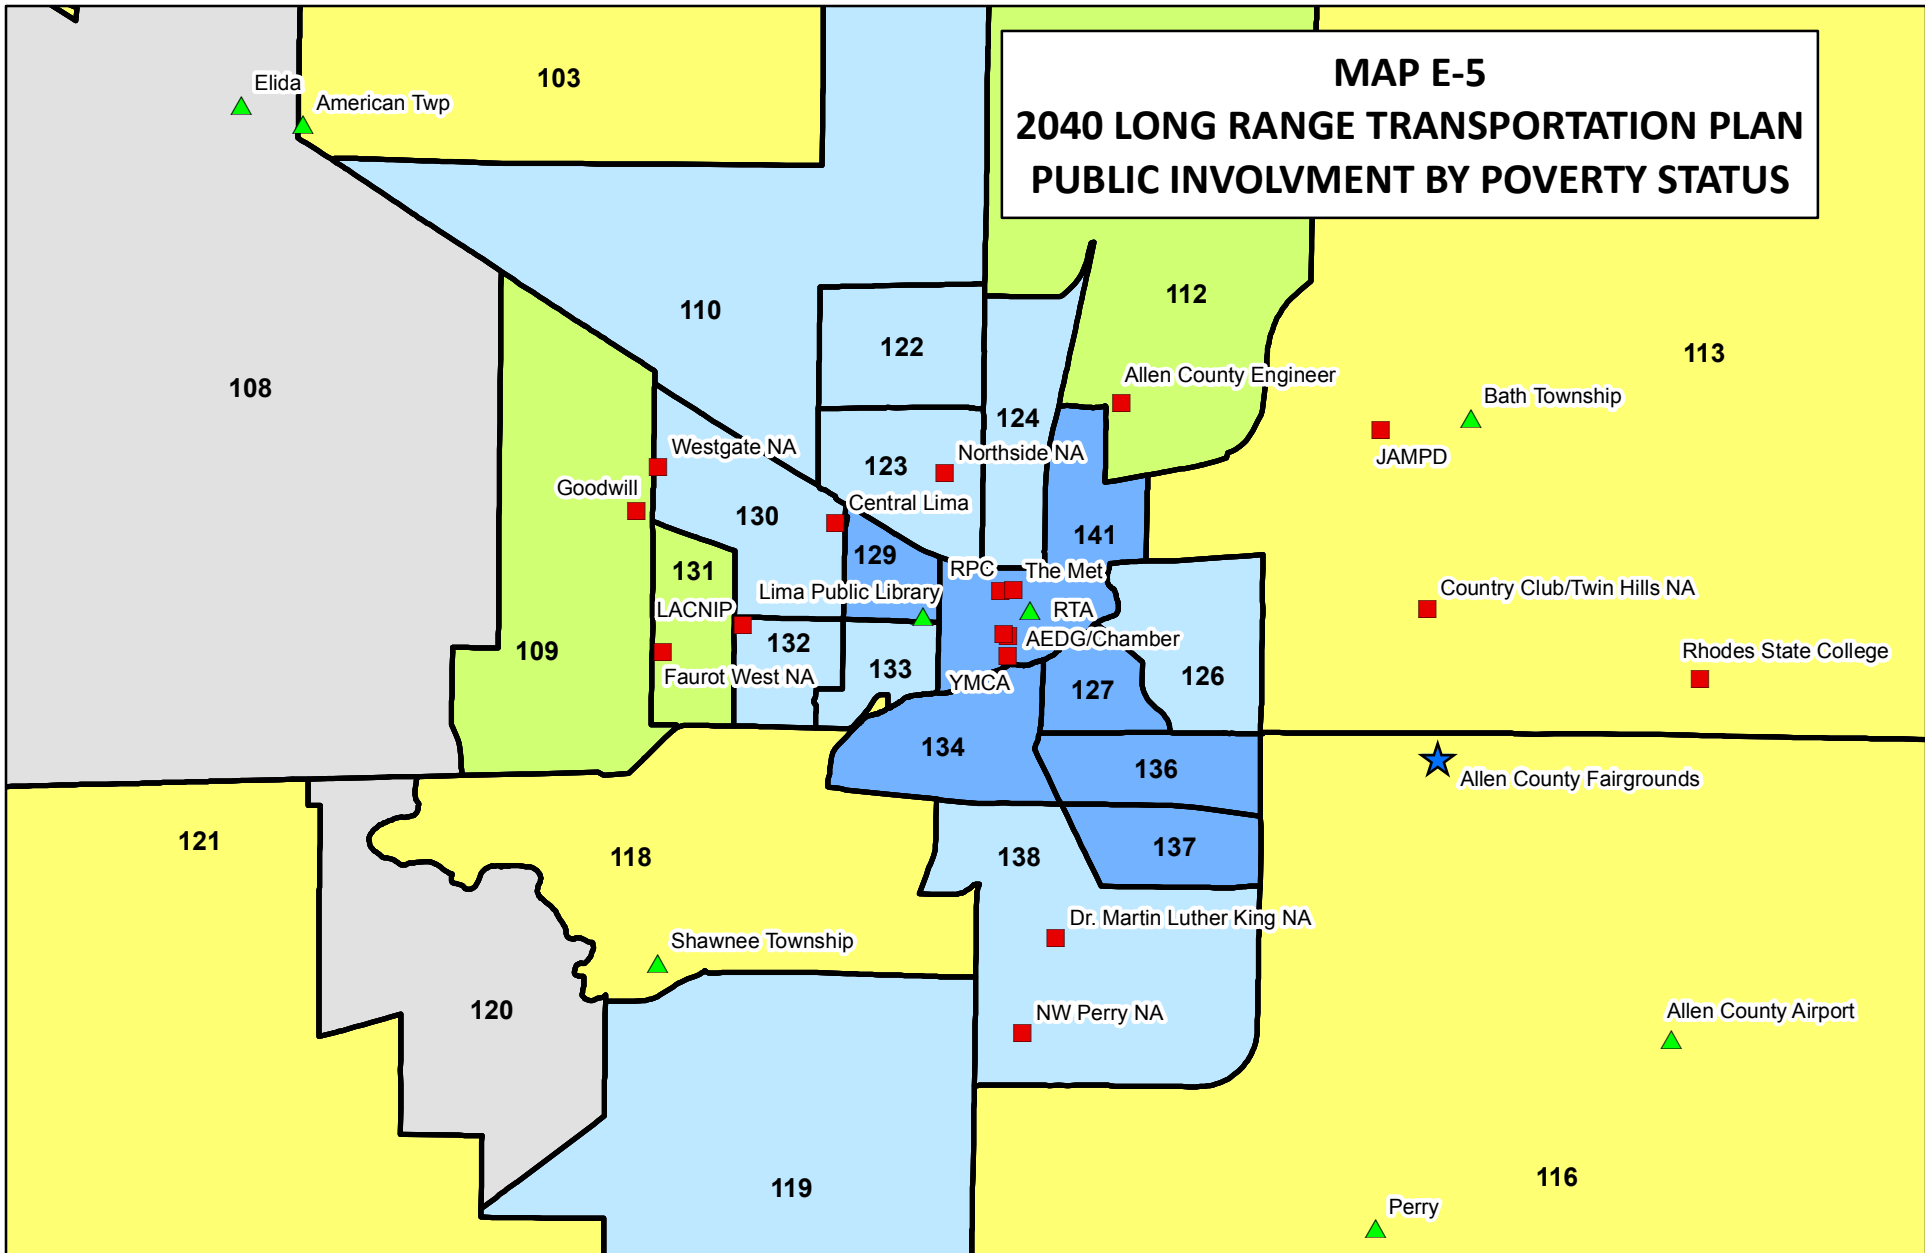 MAP E-5
2040 LONG RANGE TRANSPORTATION PLAN
PUBLIC INVOLVMENT BY POVERTY STATUS
103
Elida
American Twp
112
110
122
113
108
Allen County Engineer
Bath Township
124
Westgate NA
123
Northside NA
JAMPD
Goodwill
Central Lima
130
141
129
131
RPC
The Met
Country Club/Twin Hills NA
Lima Public Library
LACNIP
RTA
AEDG/Chamber
132
109
Rhodes State College
133
Faurot West NA
YMCA
127
126
134
136
Allen County Fairgrounds
121
118
138
137
Dr. Martin Luther King NA
Shawnee Township
120
NW Perry NA
Allen County Airport
119
116
Perry